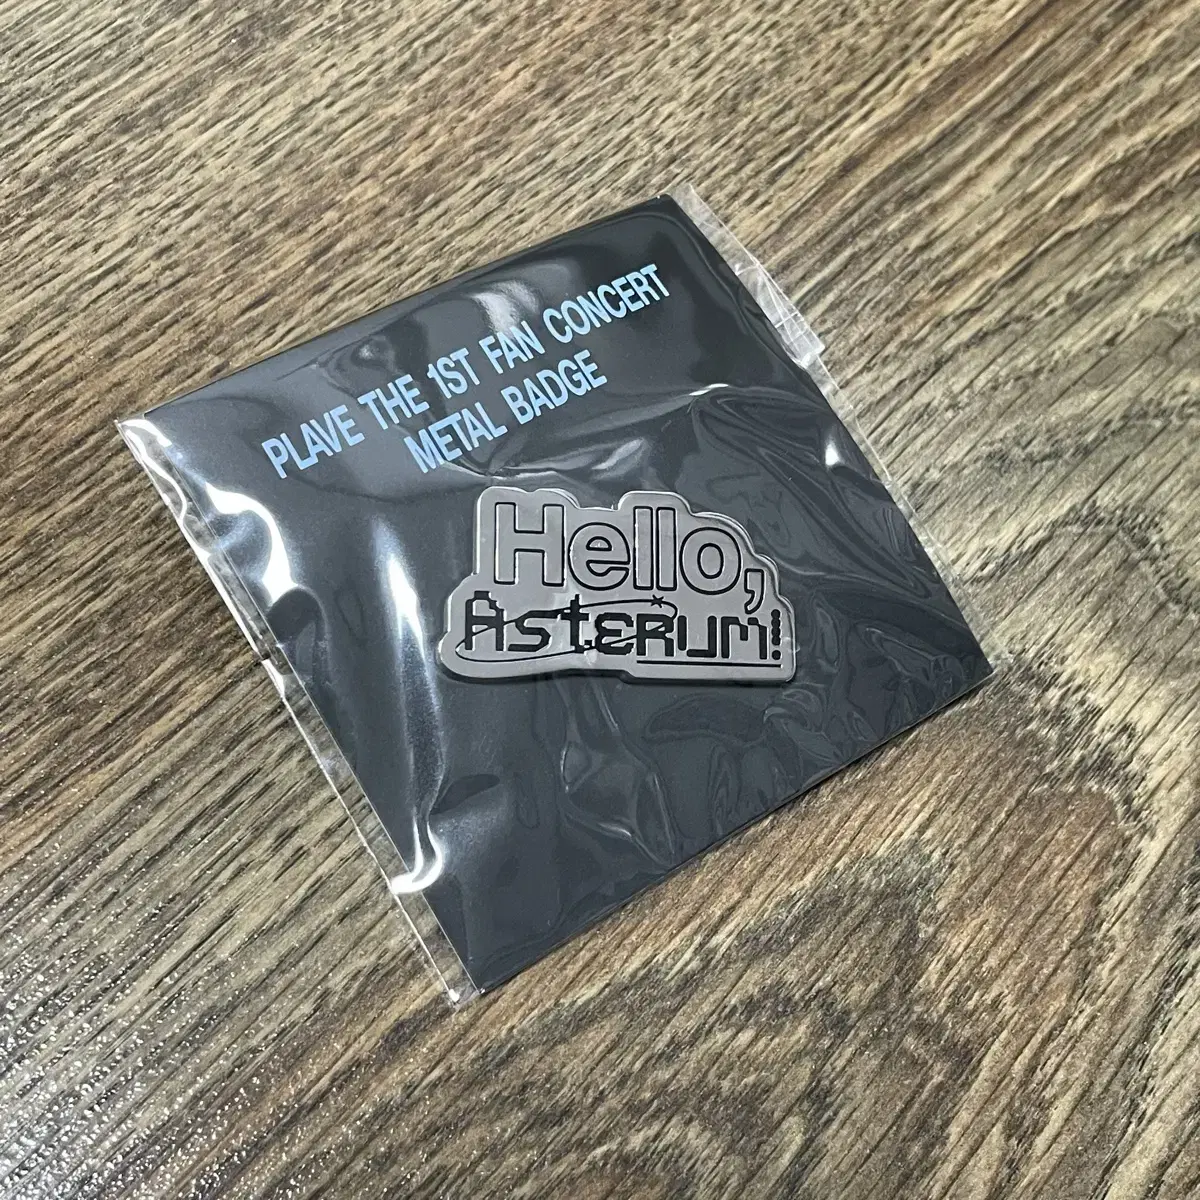 PLAVE THE 1ST FAN CONCERT
METAL BADGE
Hello,
Asterum!